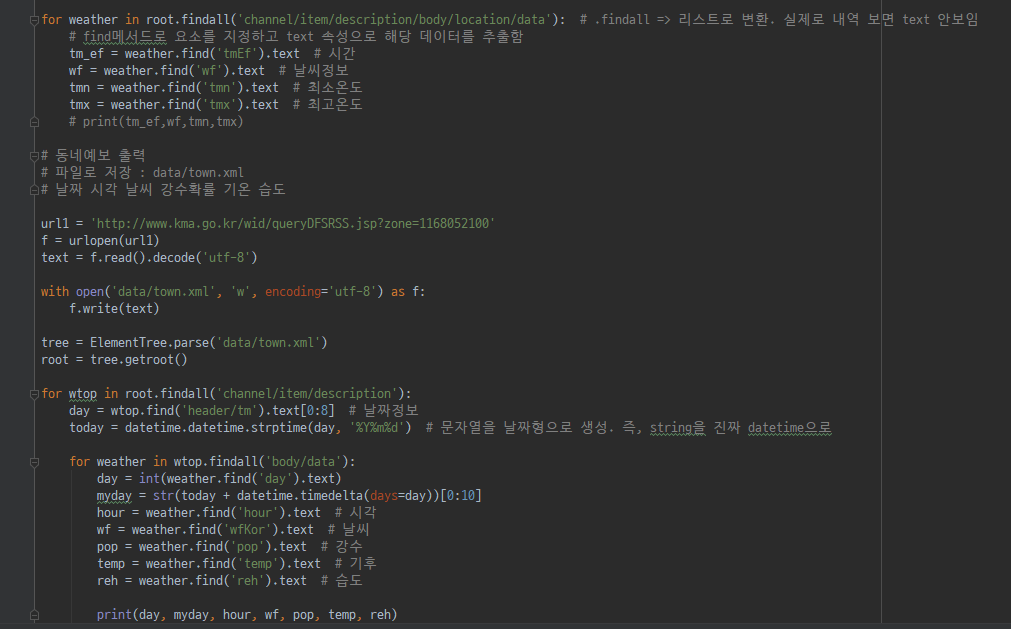 for weather in root.findall('channel/item/description/body/location/data'):  # .findall => 리스트로 변환. 실제로 내역 보면 text 안보임
    # find메서드로 요소를 지정하고 text 속성으로 해당 데이터를 추출함
    tm_ef = weather.find('tmEf').text  # 시간
    wf = weather.find('wf').text  # 날씨정보
    tmn = weather.find('tmn').text  # 최소온도
    tmx = weather.find('tmx').text  # 최고온도
    # print(tm_ef,wf,tmn,tmx)
# 동네예보 출력
# 파일로 저장 : data/town.xml
# 날짜 시각 날씨 강수확률 기온 습도
url1 = 'http://www.kma.go.kr/wid/queryDFSRSS.jsp?zone=1168052100'
f = urlopen(url1)
text = f.read().decode('utf-8')
with open('data/town.xml', 'w', encoding='utf-8') as f:
    f.write(text)
tree = ElementTree.parse('data/town.xml')
root = tree.getroot()
for wtop in root.findall('channel/item/description'):
    day = wtop.find('header/tm').text[0:8]  # 날짜정보
    today = datetime.datetime.strptime(day, '%Y%m%d')  # 문자열을 날짜형으로 생성. 즉, string을 진짜 datetime으로
    for weather in wtop.findall('body/data'):
        day = int(weather.find('day').text)
        myday = str(today + datetime.timedelta(days=day))[0:10]
        hour = weather.find('hour').text  # 시각
        wf = weather.find('wfKor').text  # 날씨
        pop = weather.find('pop').text  # 강수
        temp = weather.find('temp').text  # 기후
        reh = weather.find('reh').text  # 습도
        print(day, myday, hour, wf, pop, temp, reh)